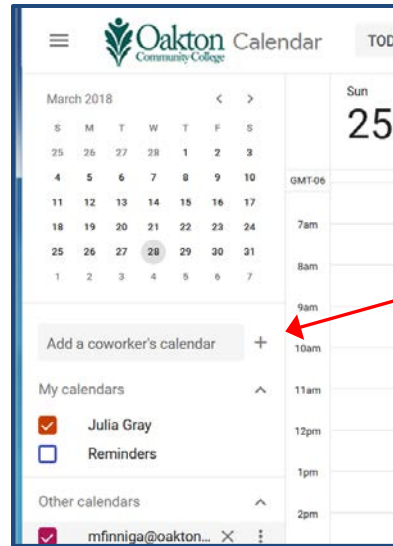 Oakton Calendar TOD
Community College
March 2018 < >
S M T W T F S
25 26 27 28 1 2 3
4 5 6 7 8 9 10
11 12 13 14 15 16 17
18 19 20 21 22 23 24
25 26 27 28 29 30 31
1 2 3 4 5 6 7
Add a coworker's calendar +
My calendars
Julia Gray
Reminders
Other calendars
mfinniga@oakton...
Sun
25
GMT-06
7am
8am
9am
10am
11am
12pm
1pm
2pm